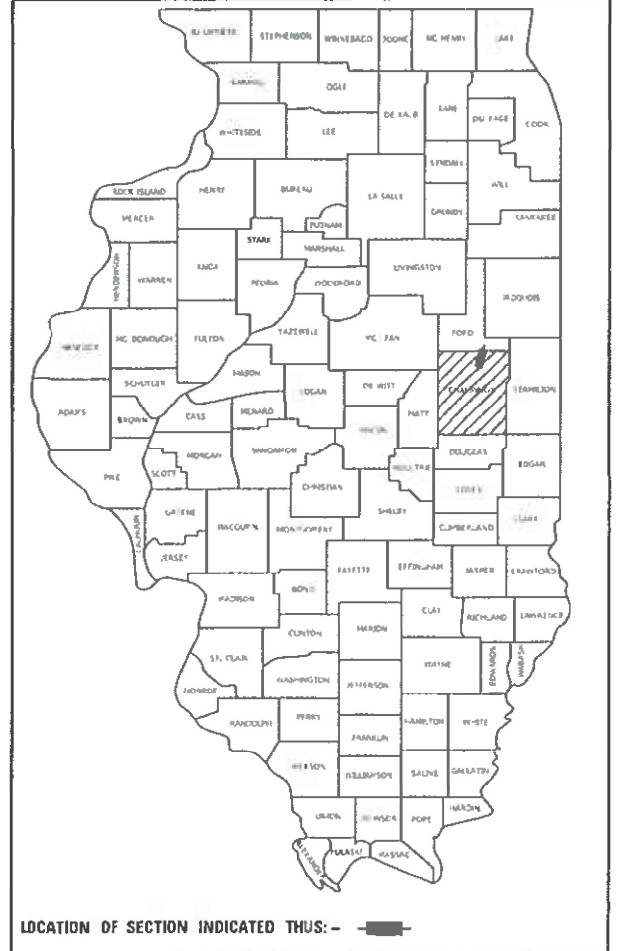 STEPHENSON WINNEBAGO BOONE MC HENRY LAKE
OGLE
DE KALB KANE DU PAGE COOK
WHITESIDE LEE
KENDALL WILL
ROCK ISLAND HENRY BUREAU LA SALLE GRUNDY KANKAKEE
MERCER PUTNAM
STARK MARSHALL
HENDERSON WARREN KNOX PEORIA WOODFORD LIVINGSTON IROQUOIS
FORD
HANCOCK MC DONOUGH FULTON TAZEWELL MC LEAN
MASON
SCHUYLER LOGAN DE WITT CHAMPAIGN VERMILION
ADAMS BROWN CASS MENARD MACON PIATT
DOUGLAS EDGAR
PIKE SCOTT MORGAN SANGAMON CHRISTIAN MOULTRIE
COLES
GREENE SHELBY CUMBERLAND CLARK
CALHOUN JERSEY MACOUPIN MONTGOMERY
FAYETTE EFFINGHAM JASPER CRAWFORD
MADISON BOND
CLINTON MARION CLAY RICHLAND LAWRENCE
ST. CLAIR WASHINGTON JEFFERSON WAYNE EDWARDS WABASH
MONROE
RANDOLPH PERRY HAMILTON WHITE
FRANKLIN
JACKSON WILLIAMSON SALINE GALLATIN
UNION JOHNSON POPE HARDIN
ALEXANDER PULASKI MASSAC
LOCATION OF SECTION INDICATED THUS: -